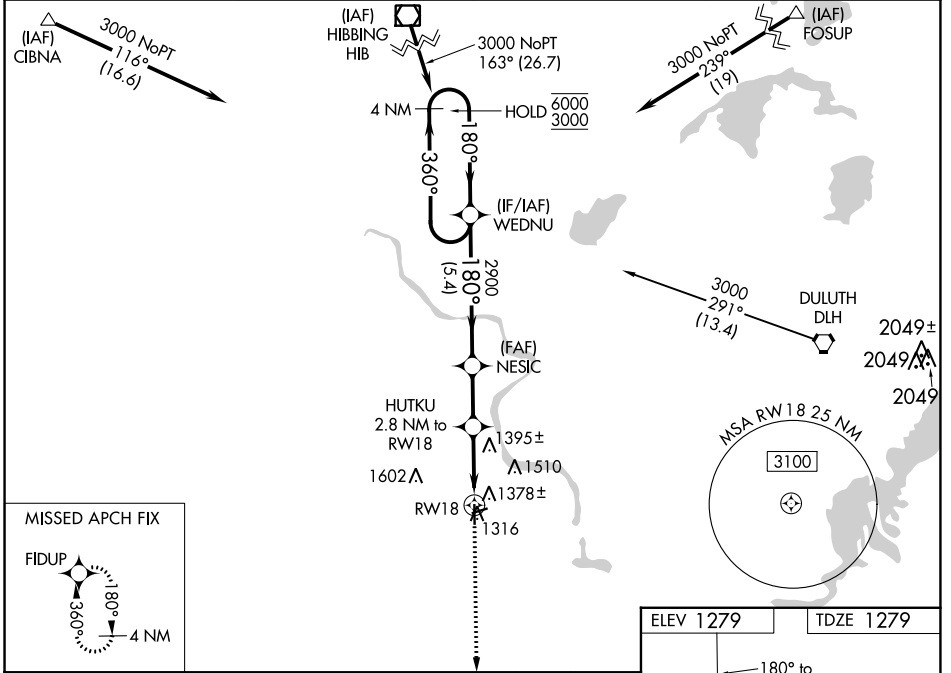 (IAF)
CIBNA
3000 NoPT
116°
(16.6)
(IAF)
HIBBING
HIB
3000 NoPT
163° (26.7)
(IAF)
FOSUP
3000 NoPT
239°
(19)
4 NM
HOLD
6000
3000
180°
360°
(IF/IAF)
WEDNU
2900
180°
(5.4)
3000
291°
(13.4)
DULUTH
DLH
2049±
2049
2049
(FAF)
NESIC
HUTKU
2.8 NM to
RW18
1395±
1510
1602
1378±
RW18
1316
MSA RW18 25 NM
3100
MISSED APCH FIX
FIDUP
180°
360°
4 NM
ELEV 1279
TDZE 1279
180° to